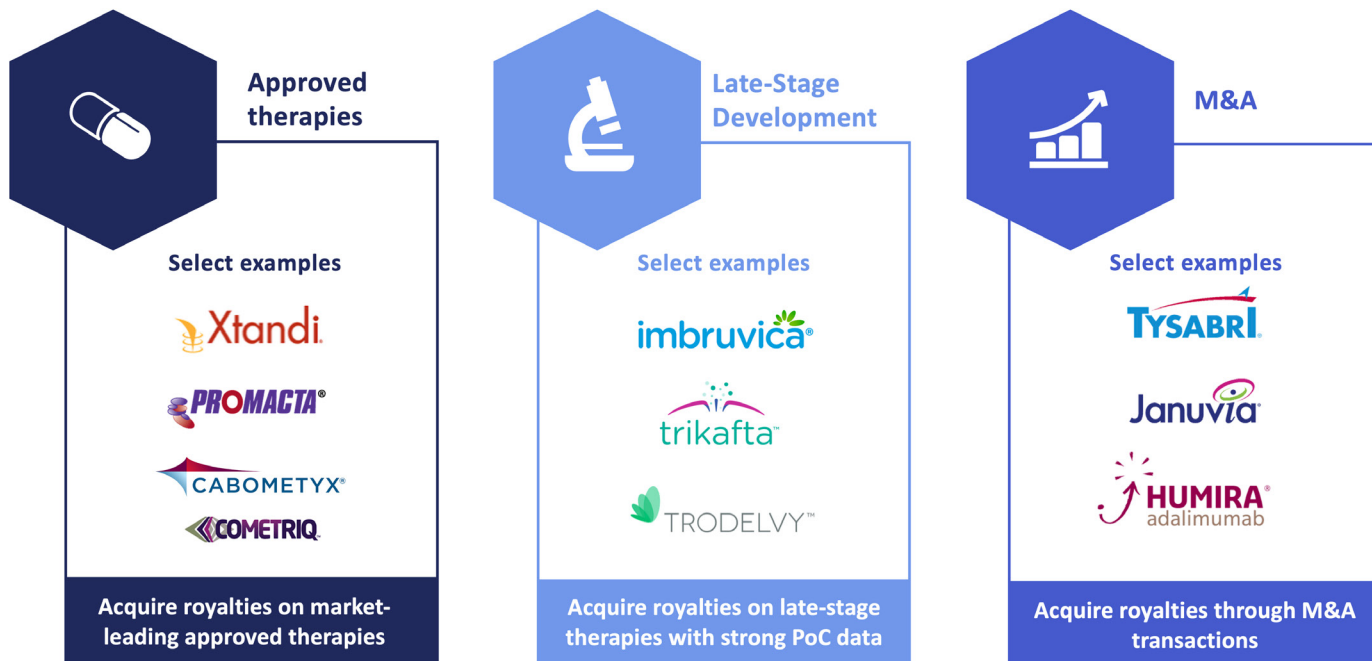 Approved
therapies
Select examples
Xtandi.
PROMACTA®
CABOMETYX®
COMETRIQ™
Acquire royalties on market-
leading approved therapies
Late-Stage
Development
Select examples
imbruvica®
trikafta™
TRODELVY™
Acquire royalties on late-stage
therapies with strong PoC data
M&A
Select examples
TYSABRI®
Januvia®
HUMIRA®
adalimumab
Acquire royalties through M&A
transactions